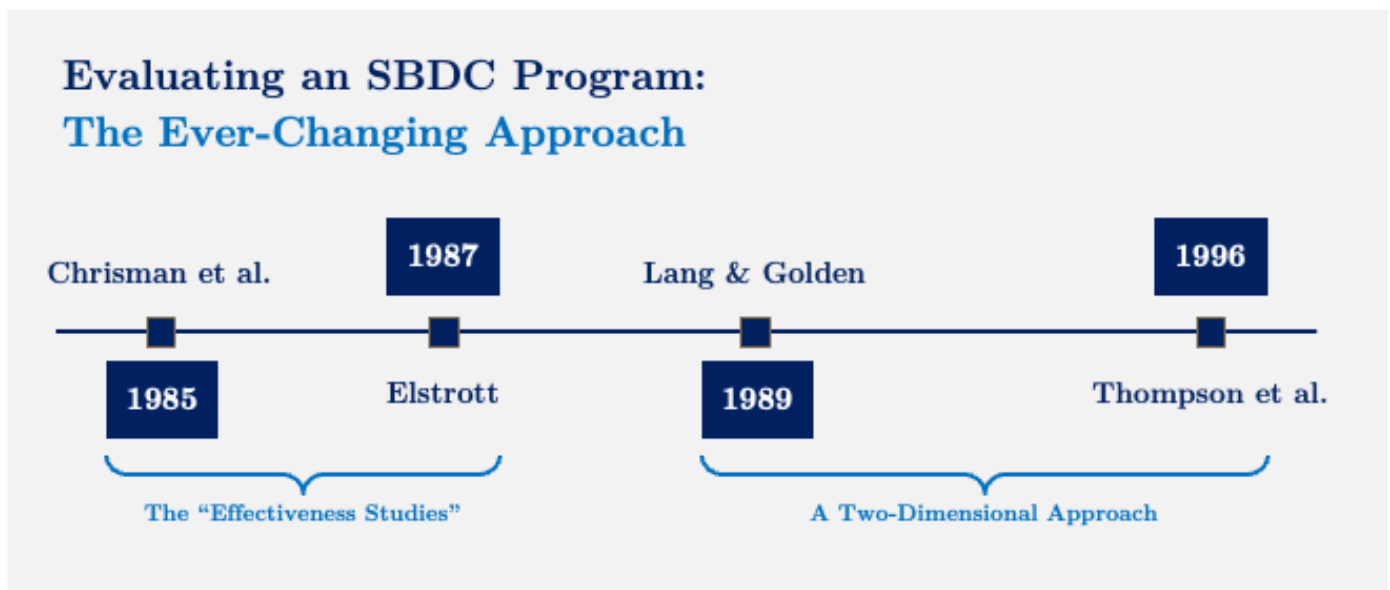 Evaluating an SBDC Program:
The Ever-Changing Approach
1987
1996
Chrisman et al.
Lang & Golden
1985
Elstrott
1989
Thompson et al.
The “Effectiveness Studies”
A Two-Dimensional Approach